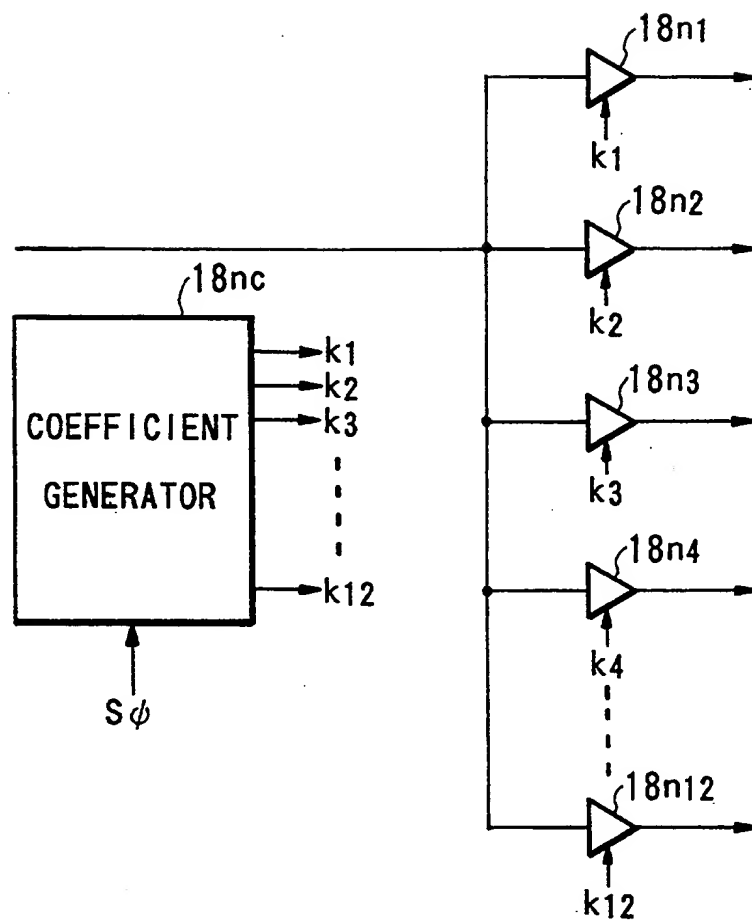 18n1
k1
18n2
k2
18nc
k1
k2
k3
COEFFICIENT
GENERATOR
k12
Sφ
18n3
k3
18n4
k4
18n12
k12